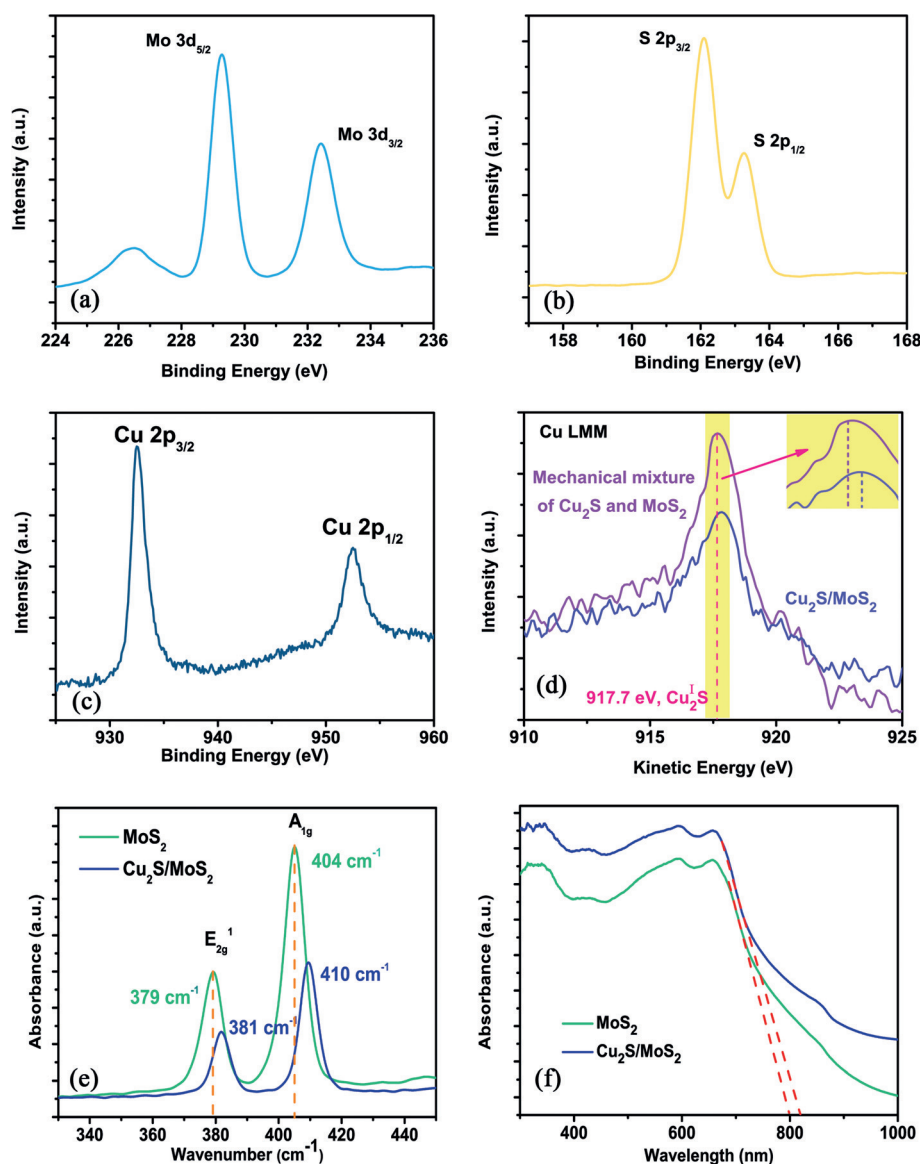 Intensity (a.u.)
Mo 3d5/2
Mo 3d3/2
(a)
224 226 228 230 232 234 236
Binding Energy (eV)
Intensity (a.u.)
S 2p3/2
S 2p1/2
(b)
158 160 162 164 166 168
Binding Energy (eV)
Intensity (a.u.)
Cu 2p3/2
Cu 2p1/2
(c)
930 940 950 960
Binding Energy (eV)
Intensity (a.u.)
Cu LMM
Mechanical mixture
of Cu2S and MoS2
Cu2S/MoS2
917.7 eV, Cu2IS
(d)
910 915 920 925
Kinetic Energy (eV)
Absorbance (a.u.)
MoS2
Cu2S/MoS2
A1g
404 cm-1
E2g1
410 cm-1
379 cm-1
381 cm-1
(e)
340 360 380 400 420 440
Wavenumber (cm-1)
Absorbance (a.u.)
MoS2
Cu2S/MoS2
(f)
400 600 800 1000
Wavelength (nm)